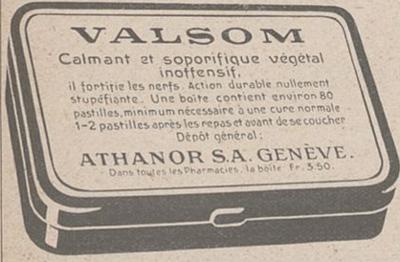 VALSOM
Calmant et soporifique végétal
inoffensif,
il fortifie les nerfs. Action durable nullement
stupéfiante. Une boîte contient environ 80
pastilles, minimum nécessaire à une cure normale
1-2 pastilles après les repas et avant de se coucher
Dépôt général:
ATHANOR S.A. GENÈVE.
Dans toutes les Pharmacies, la boîte Fr. 3.50.